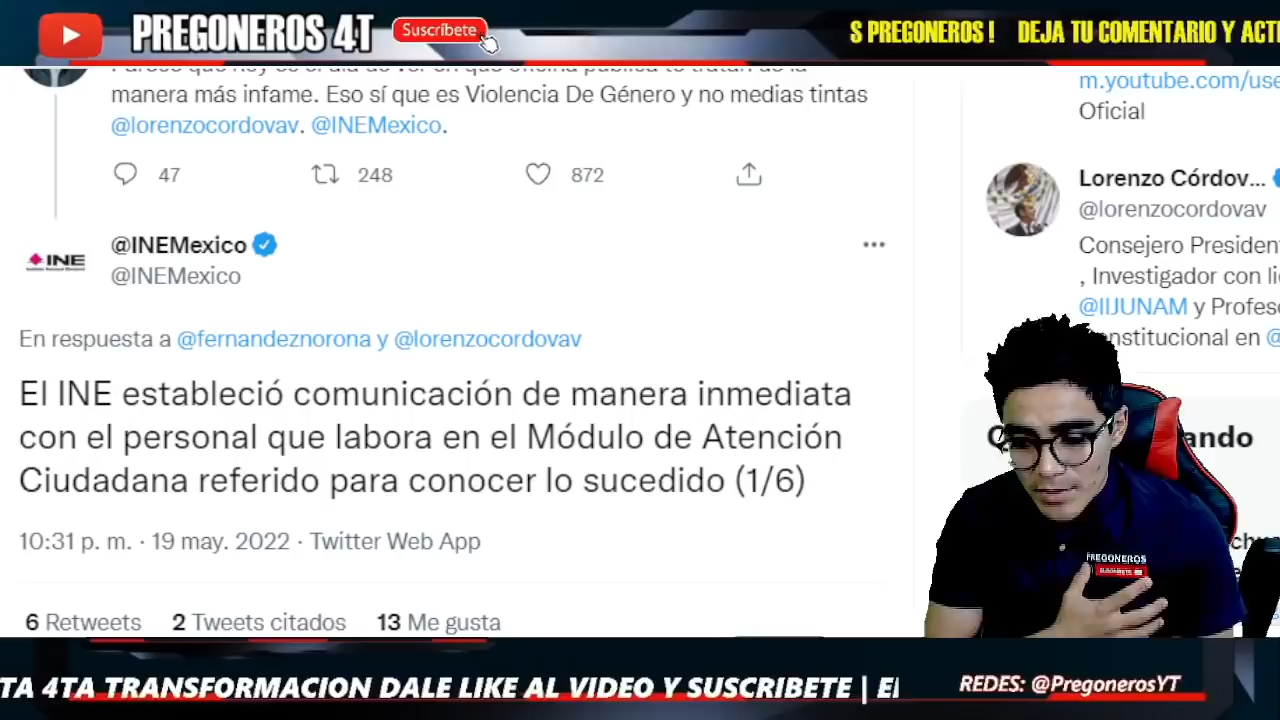 PREGONEROS 4T
Suscríbete
S PREGONEROS ! DEJA TU COMENTARIO Y ACTI
manera más infame. Eso sí que es Violencia De Género y no medias tintas
@lorenzocordovav. @INEMexico.
47 248 872
@INEMexico
@INEMexico
INE
En respuesta a @fernandeznorona y @lorenzocordovav
El INE estableció comunicación de manera inmediata
con el personal que labora en el Módulo de Atención
Ciudadana referido para conocer lo sucedido (1/6)
10:31 p. m. · 19 may. 2022 · Twitter Web App
6 Retweets 2 Tweets citados 13 Me gusta
m.youtube.com/use
Oficial
Lorenzo Córdov...
@lorenzocordovav
Consejero President
, Investigador con li
@IIJUNAM y Profes
nstitucional en @
ando
PREGONEROS
TA 4TA TRANSFORMACION DALE LIKE AL VIDEO Y SUSCRIBETE | El
REDES: @PregonerosYT